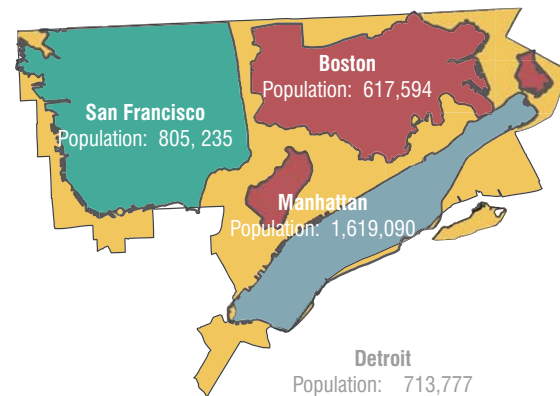 Boston
Population: 617,594
San Francisco
Population: 805, 235
Manhattan
Population: 1,619,090
Detroit
Population: 713,777